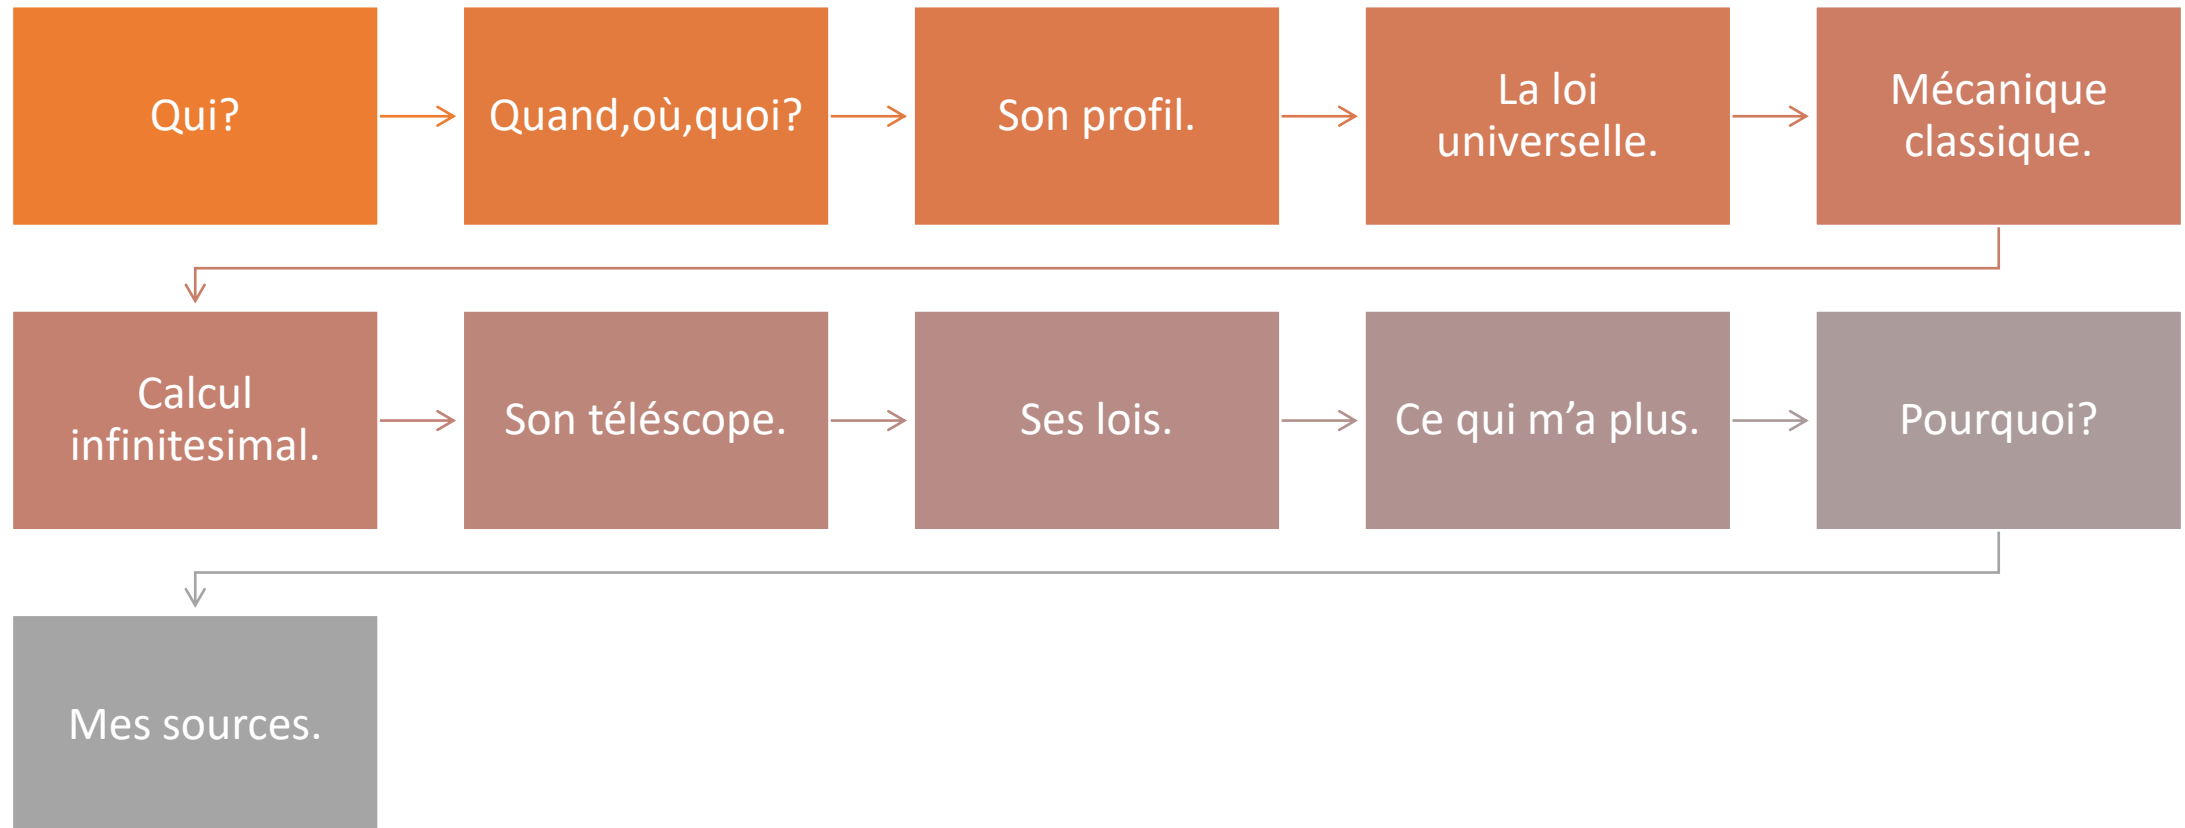 Qui?
Quand,où,quoi?
Son profil.
La loi
universelle.
Mécanique
classique.
Calcul
infinitesimal.
Son téléscope.
Ses lois.
Ce qui m’a plus.
Pourquoi?
Mes sources.